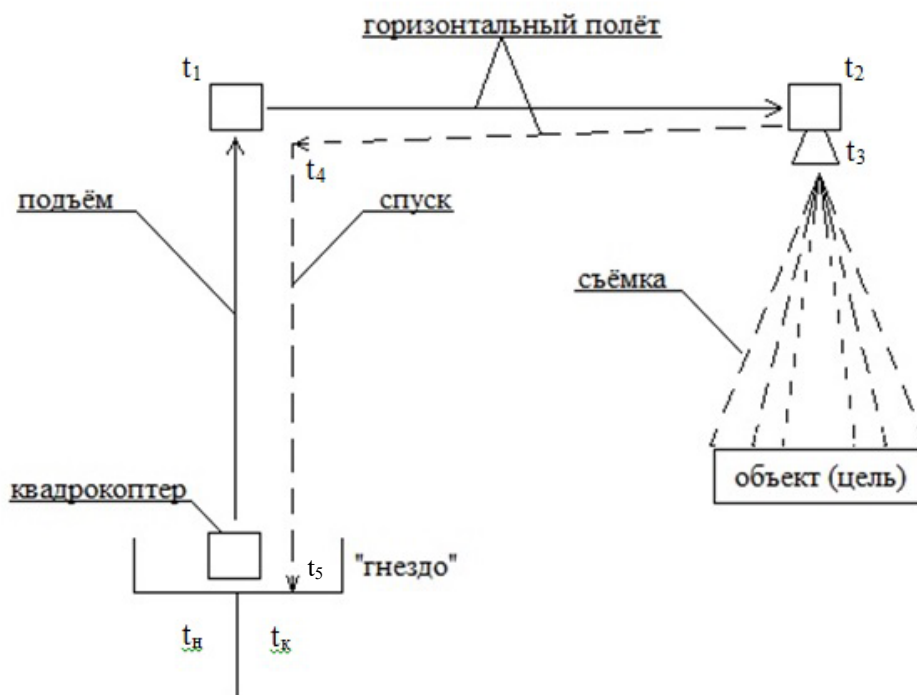 горизонтальный полёт
t₁
t₂
t₃
t₄
подъём
спуск
съёмка
объект (цель)
квадрокоптер
"гнездо"
t₅
tн
tк